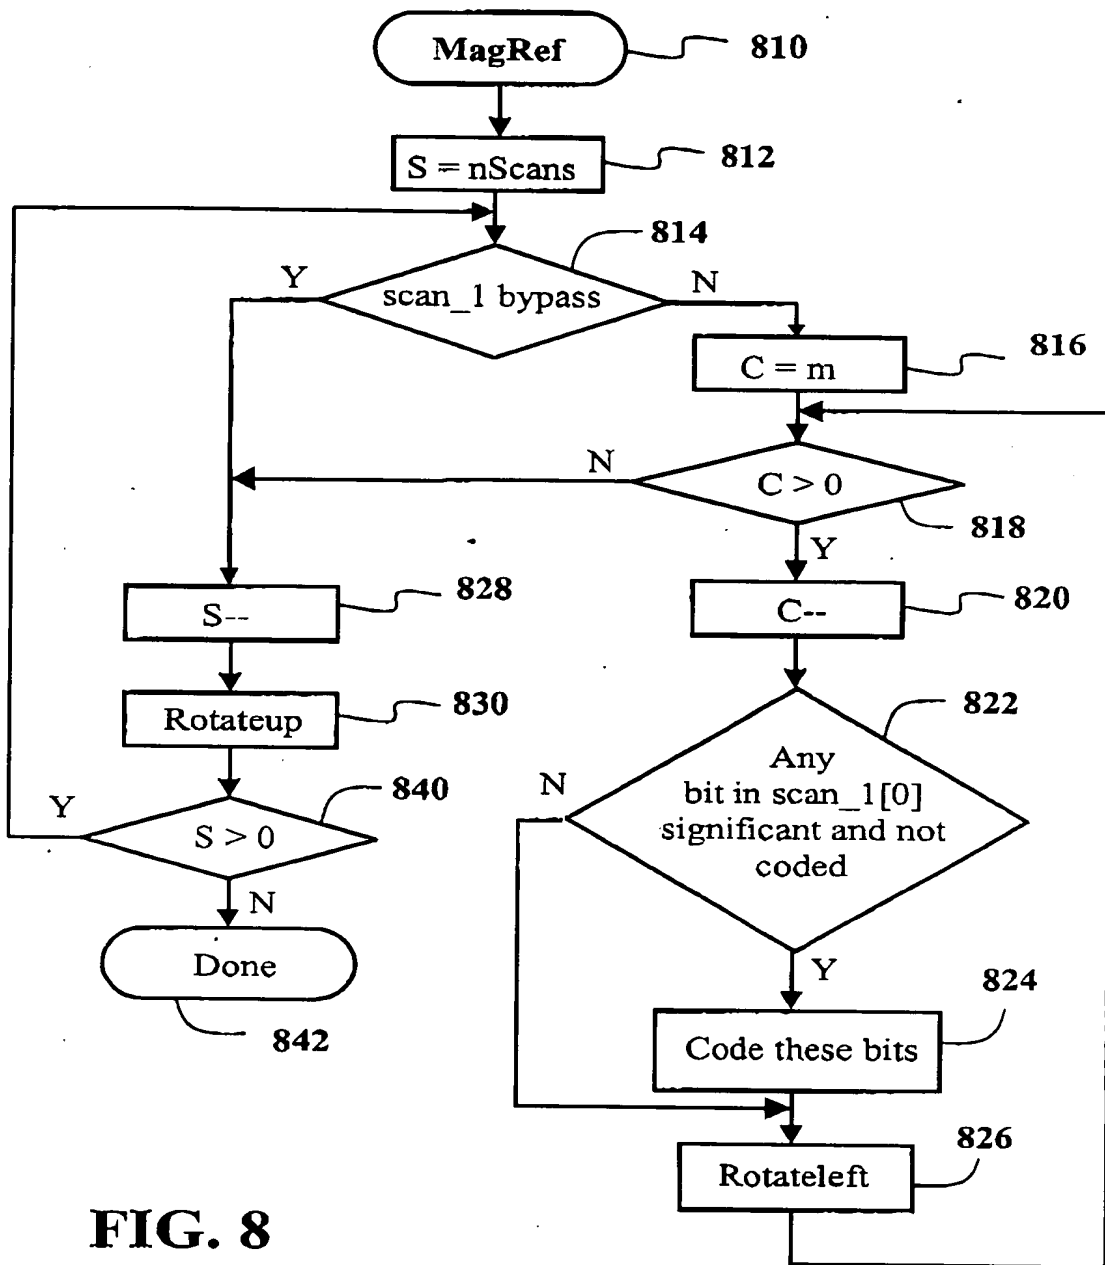 MagRef
810
S = nScans
812
814
Y
scan_1 bypass
N
816
C = m
N
C > 0
818
Y
828
S--
820
C--
830
Rotateup
822
Any
bit in scan_1[0]
significant and not
coded
N
840
Y
S > 0
N
Done
842
Y
824
Code these bits
826
Rotateleft
FIG. 8